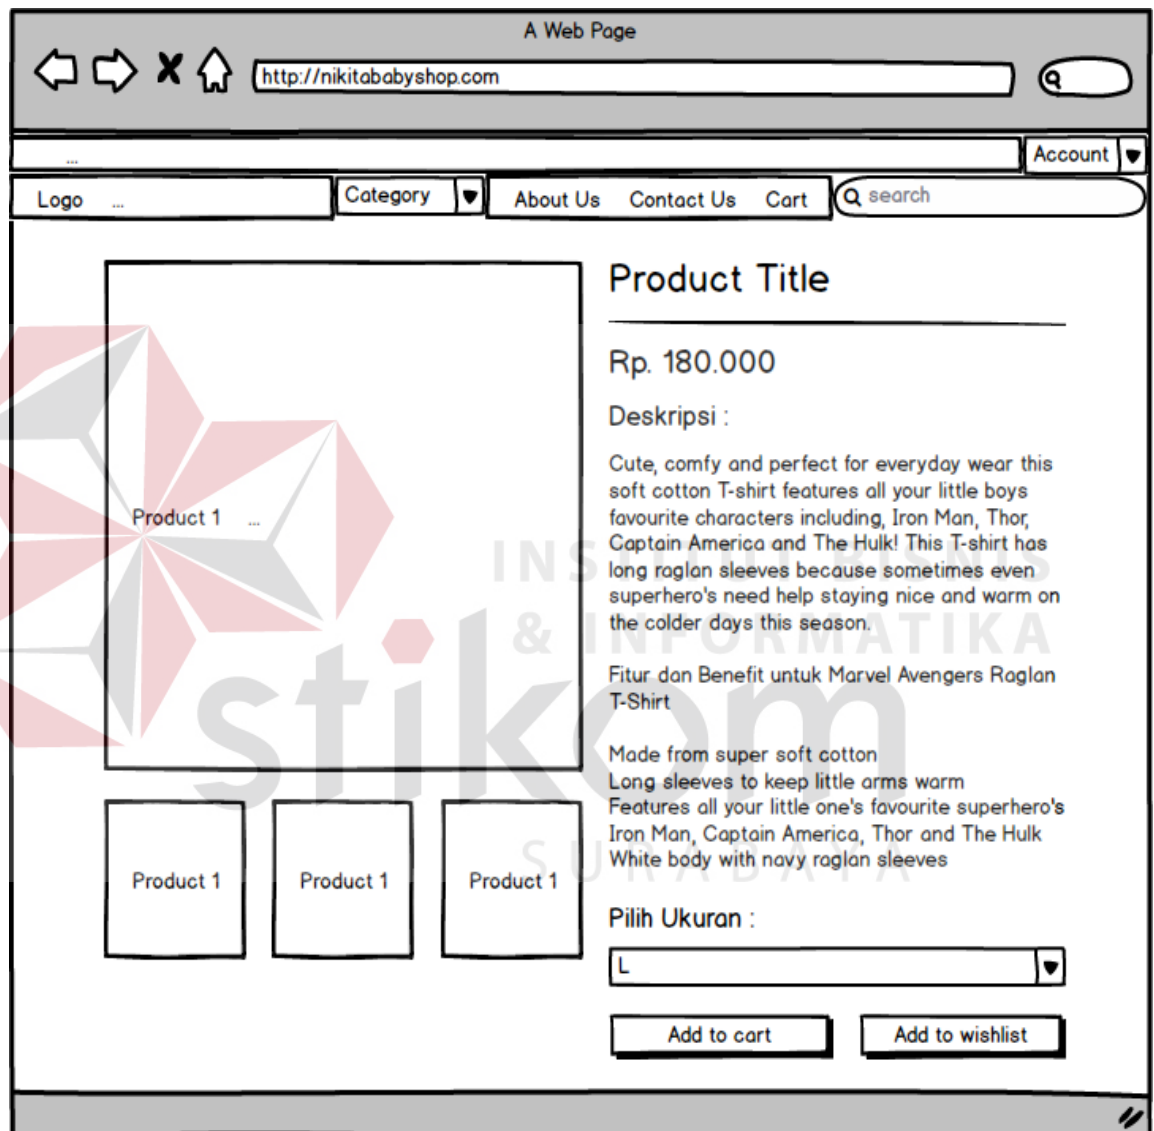 A Web Page
http://nikitababyshop.com
...
Account
Logo ...
Category
About Us Contact Us Cart
search
Product 1 ...
Product 1 Product 1 Product 1
Product Title
Rp. 180.000
Deskripsi :
Cute, comfy and perfect for everyday wear this
soft cotton T-shirt features all your little boys
favourite characters including, Iron Man, Thor,
Captain America and The Hulk! This T-shirt has
long raglan sleeves because sometimes even
superhero's need help staying nice and warm on
the colder days this season.
Fitur dan Benefit untuk Marvel Avengers Raglan
T-Shirt
Made from super soft cotton
Long sleeves to keep little arms warm
Features all your little one's favourite superhero's
Iron Man, Captain America, Thor and The Hulk
White body with navy raglan sleeves
Pilih Ukuran :
L
Add to cart Add to wishlist
INSTITUT BISNIS
& INFORMATIKA
stikom
SURABAYA